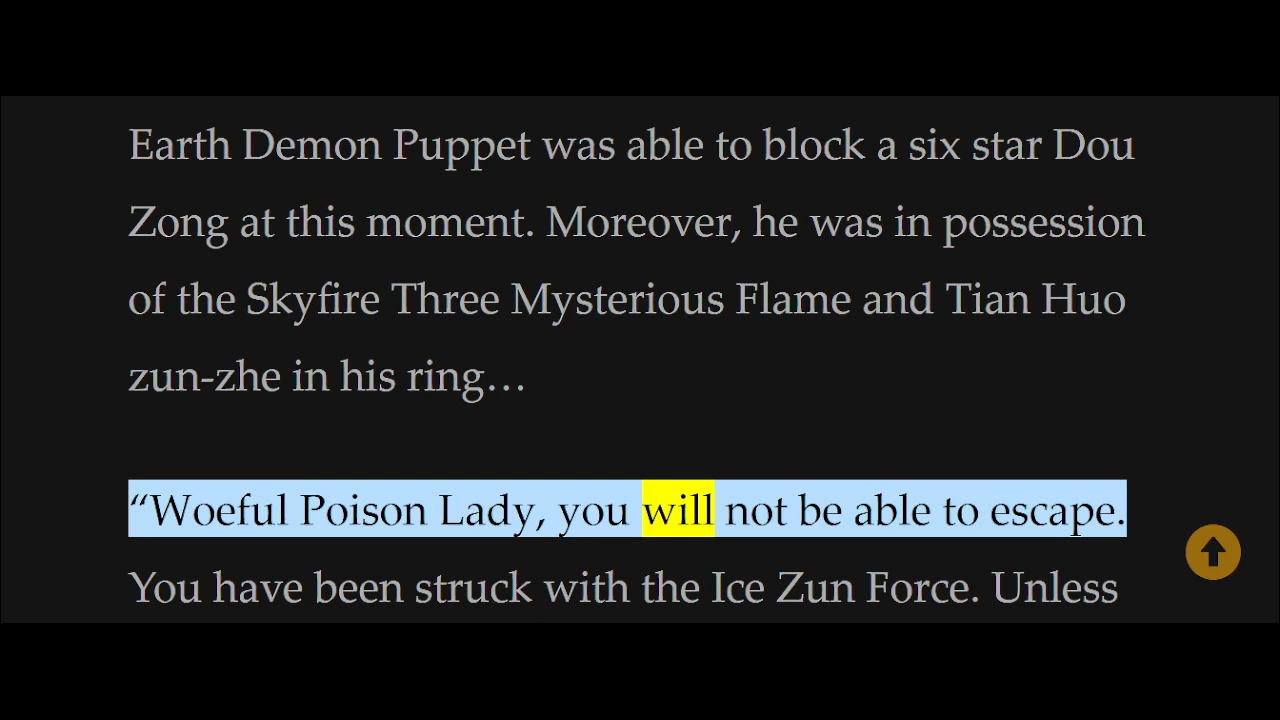 Earth Demon Puppet was able to block a six star Dou
Zong at this moment. Moreover, he was in possession
of the Skyfire Three Mysterious Flame and Tian Huo
zun-zhe in his ring…
“Woeful Poison Lady, you will not be able to escape.
You have been struck with the Ice Zun Force. Unless